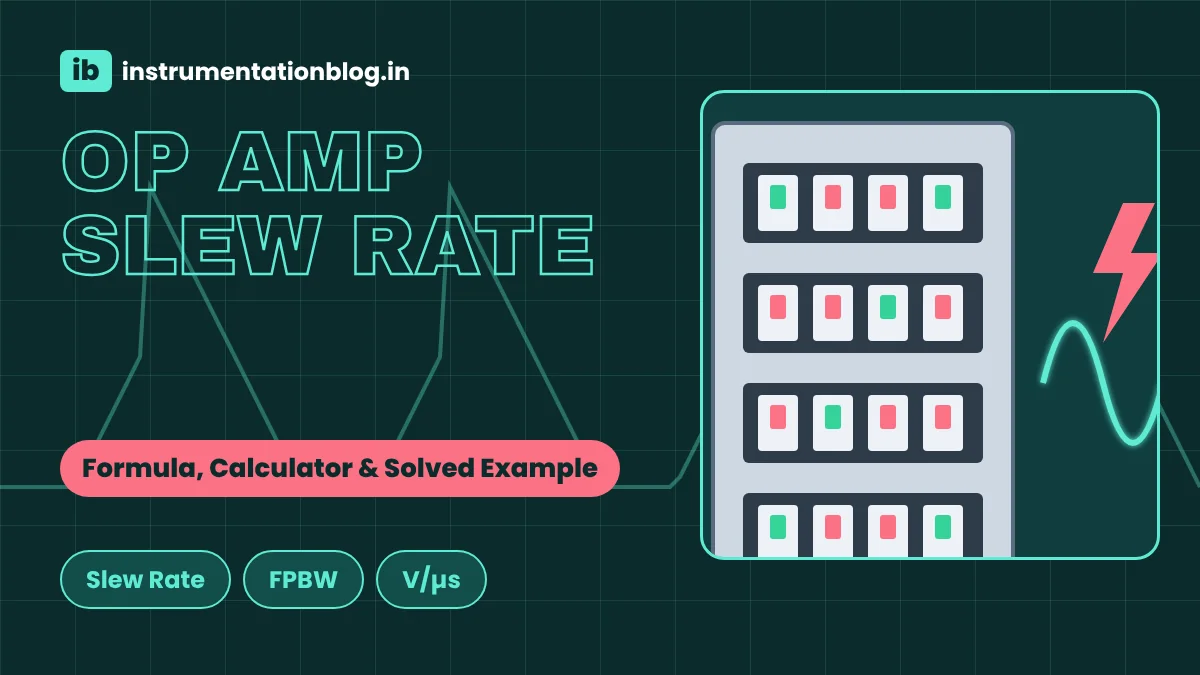 ib instrumentationblog.in
OP AMP
SLEW RATE
Formula, Calculator & Solved Example
Slew Rate FPBW V/µs